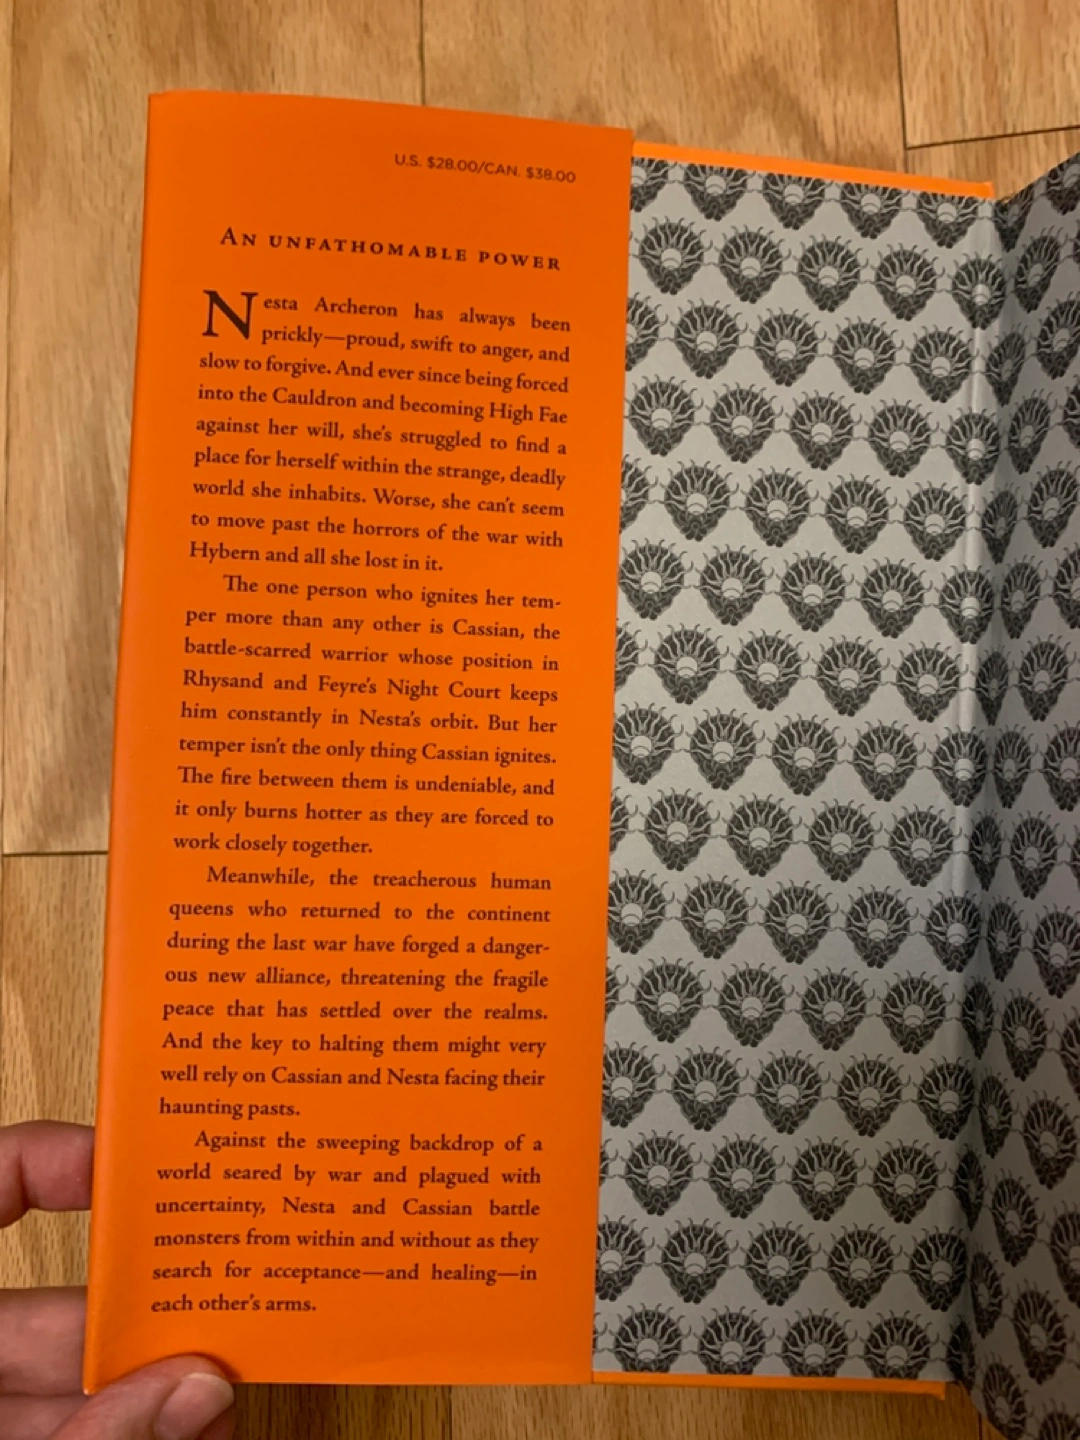 U.S. $28.00/CAN. $38.00
AN UNFATHOMABLE POWER
Nesta Archeron has always been
prickly—proud, swift to anger, and
slow to forgive. And ever since being forced
into the Cauldron and becoming High Fae
against her will, she's struggled to find a
place for herself within the strange, deadly
world she inhabits. Worse, she can't seem
to move past the horrors of the war with
Hybern and all she lost in it.
The one person who ignites her tem-
per more than any other is Cassian, the
battle-scarred warrior whose position in
Rhysand and Feyre's Night Court keeps
him constantly in Nesta's orbit. But her
temper isn't the only thing Cassian ignites.
The fire between them is undeniable, and
it only burns hotter as they are forced to
work closely together.
Meanwhile, the treacherous human
queens who returned to the continent
during the last war have forged a danger-
ous new alliance, threatening the fragile
peace that has settled over the realms.
And the key to halting them might very
well rely on Cassian and Nesta facing their
haunting pasts.
Against the sweeping backdrop of a
world seared by war and plagued with
uncertainty, Nesta and Cassian battle
monsters from within and without as they
search for acceptance—and healing—in
each other's arms.